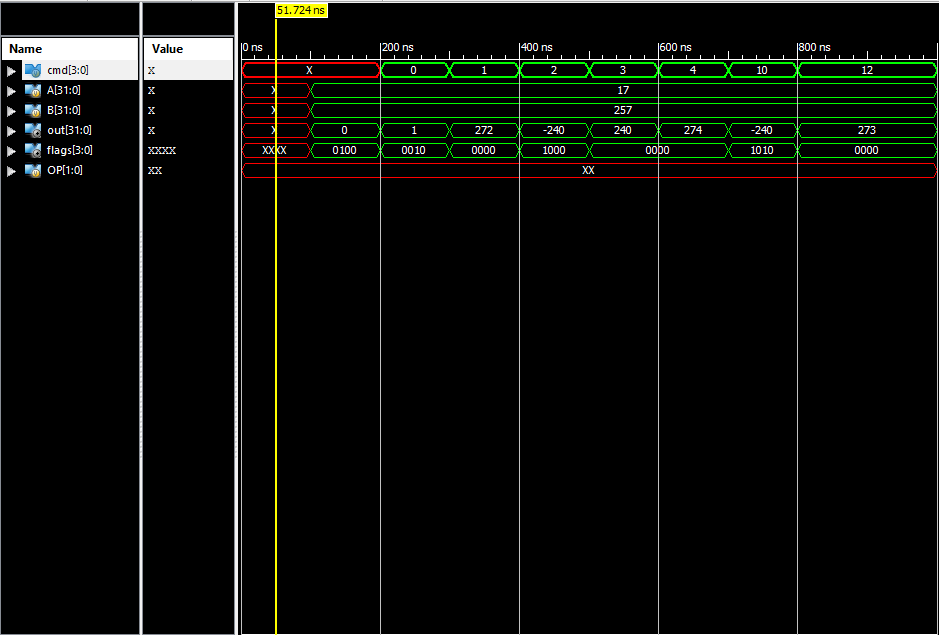 51.724 ns
0 ns 200 ns 400 ns 600 ns 800 ns
Name Value
cmd[3:0] X X 0 1 2 3 4 10 12
A[31:0] X X 17
B[31:0] X X 257
out[31:0] X X 0 1 272 -240 240 274 -240 273
flags[3:0] XXXX XXXX 0100 0010 0000 1000 0000 1010 0000
OP[1:0] XX XX